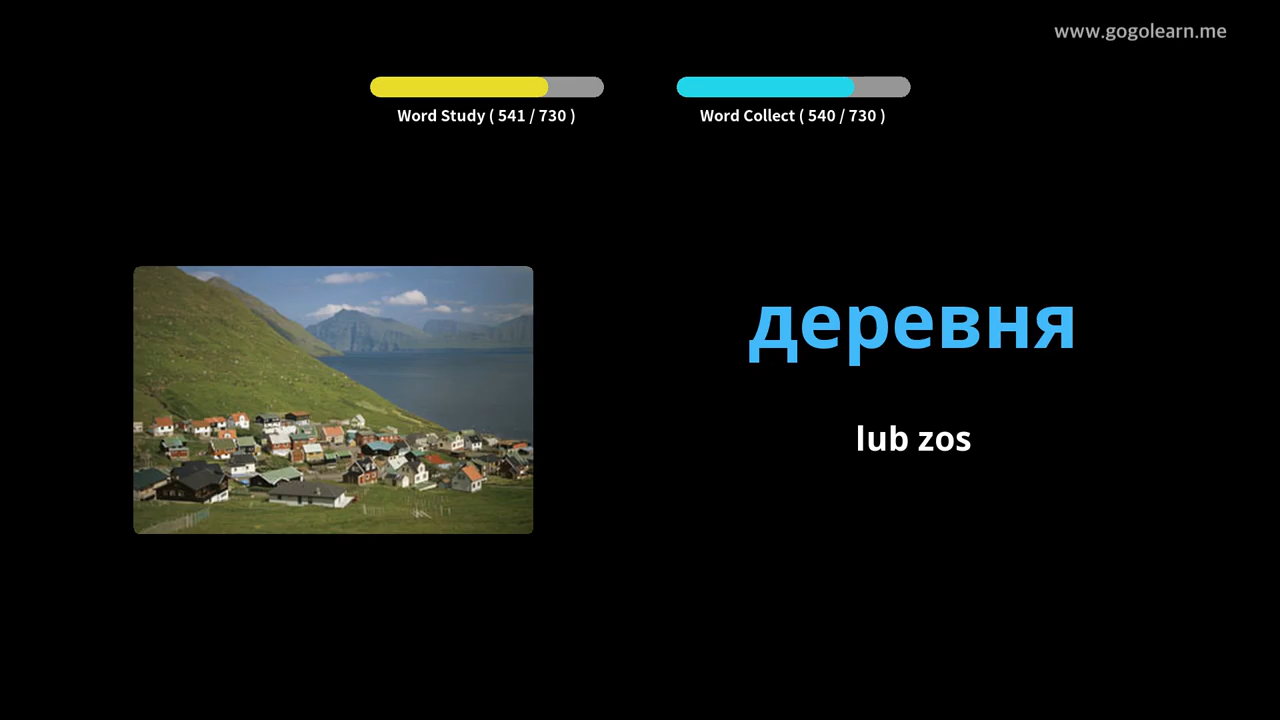 www.gogolearn.me
Word Study ( 541 / 730 )
Word Collect ( 540 / 730 )
деревня
lub zos